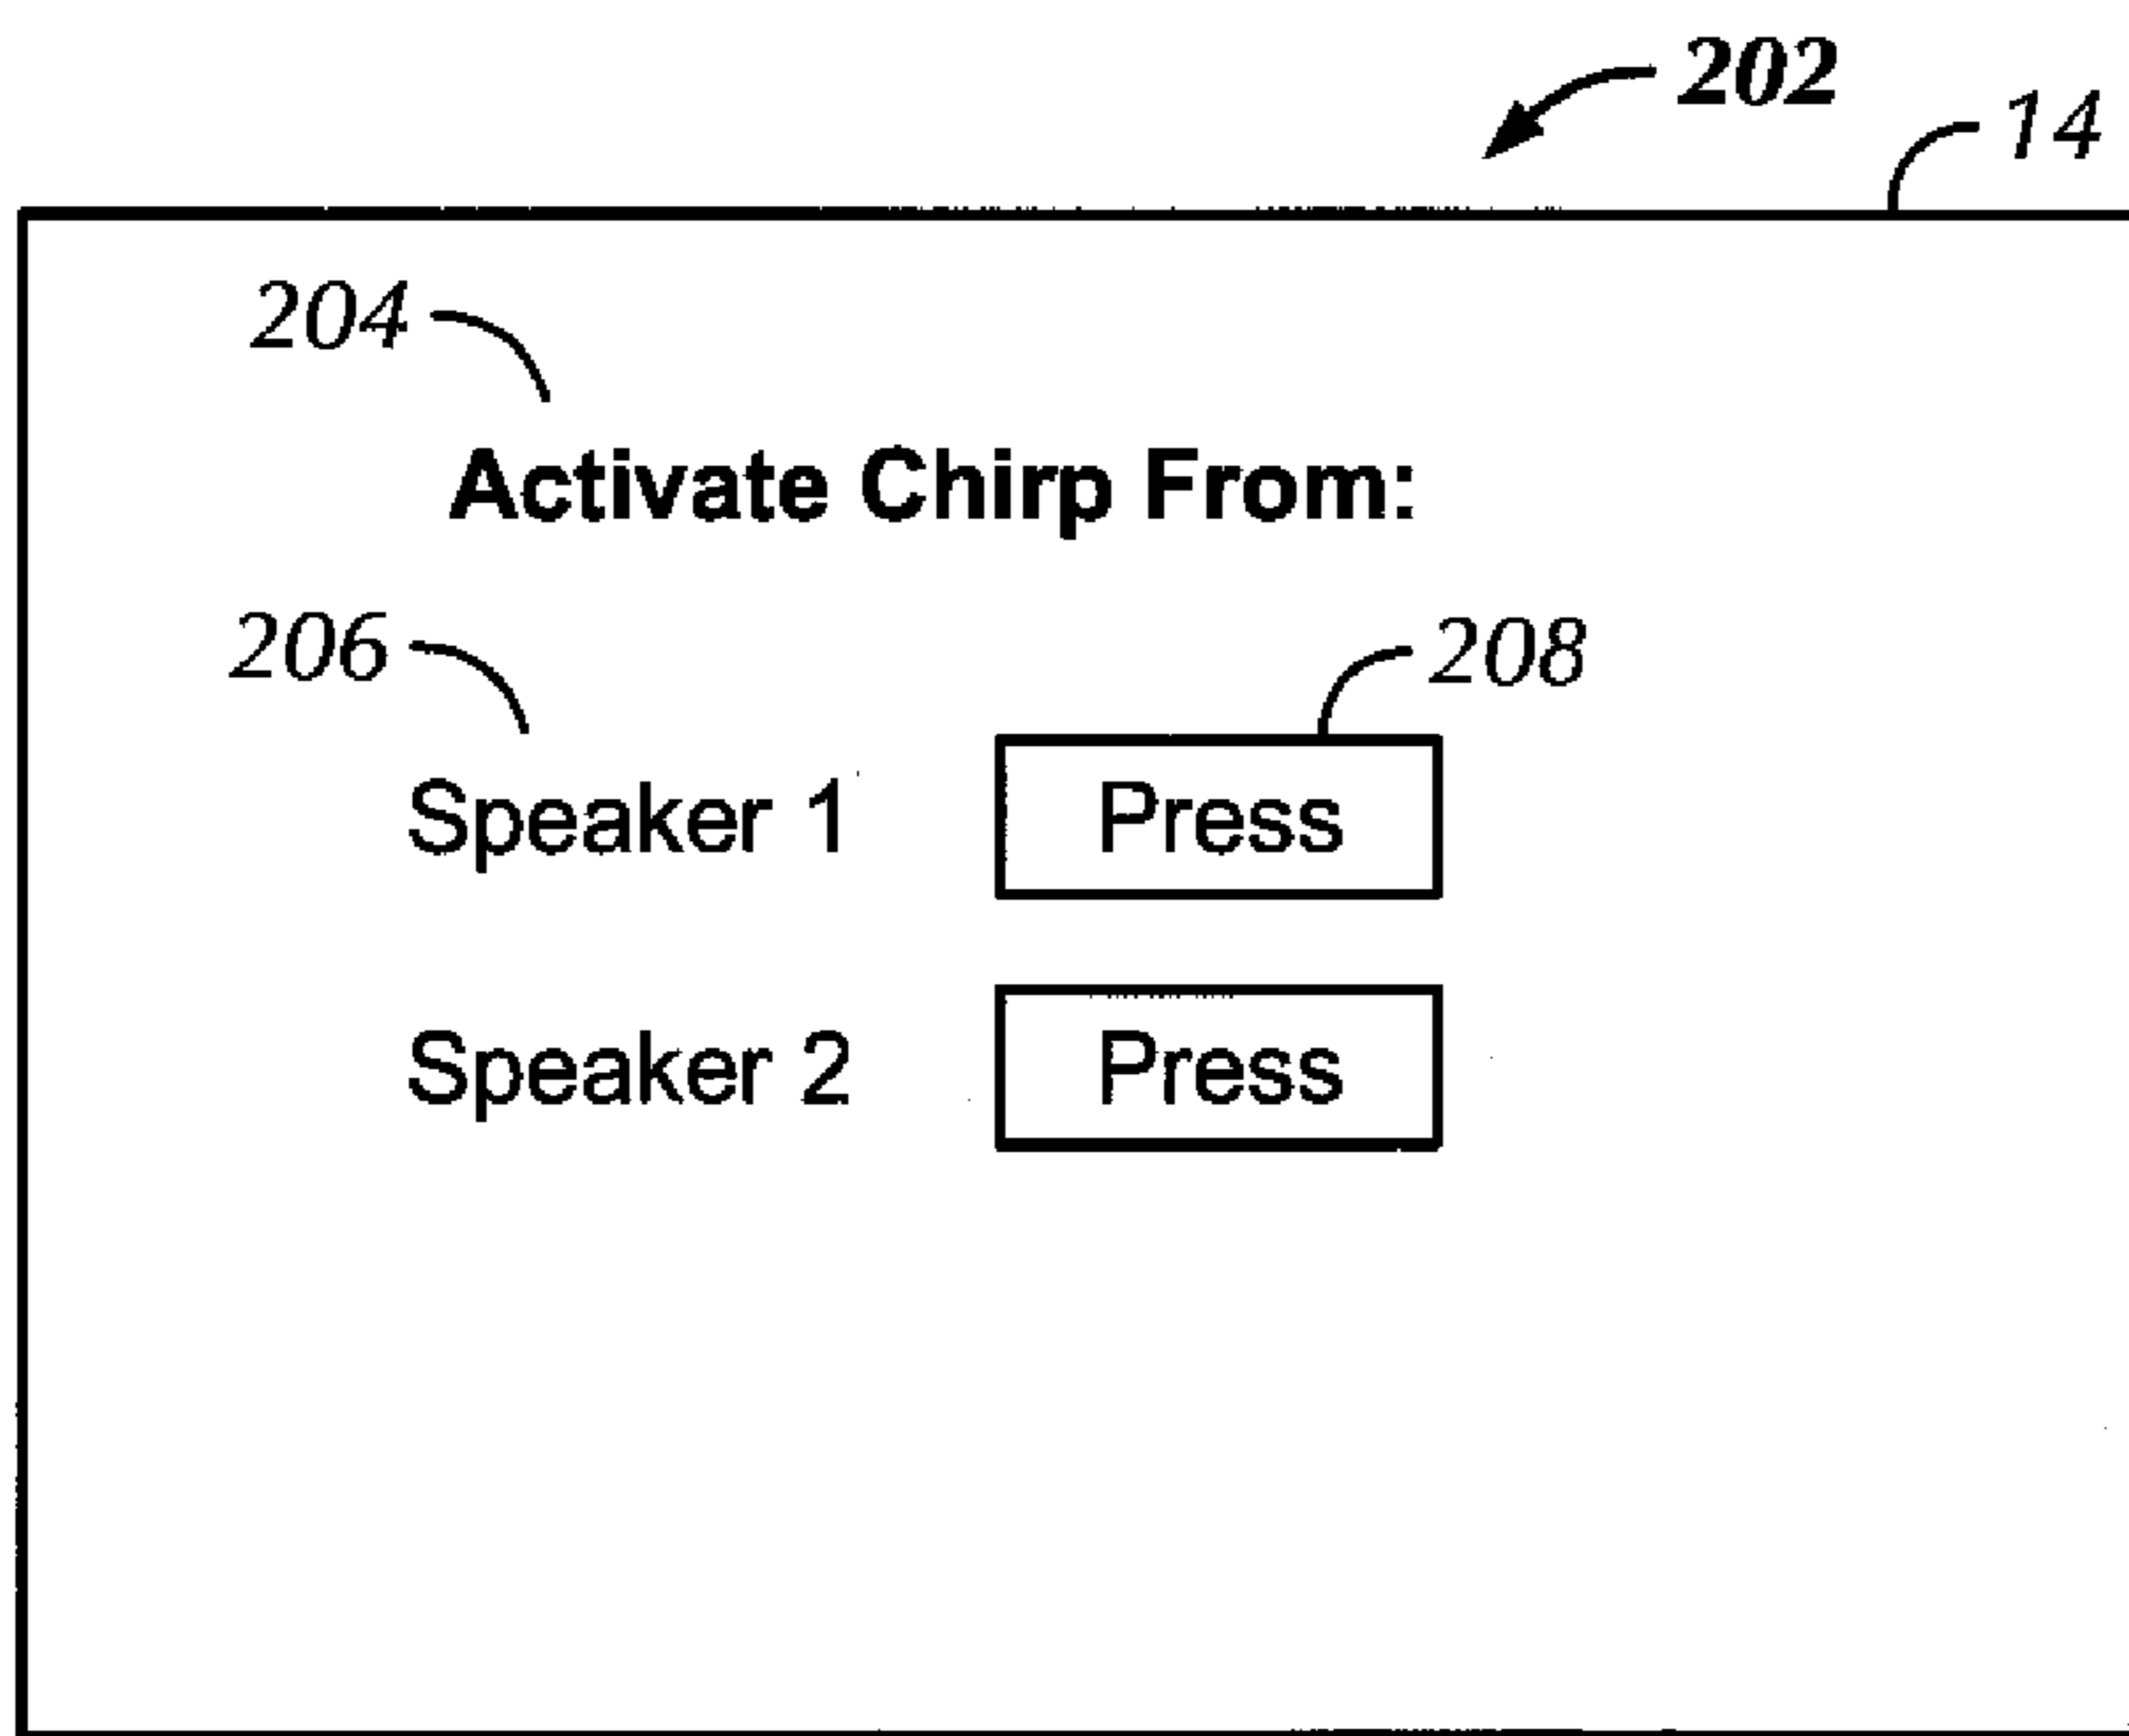 202
14
204
Activate Chirp From:
206
208
Speaker 1 Press
Speaker 2 Press